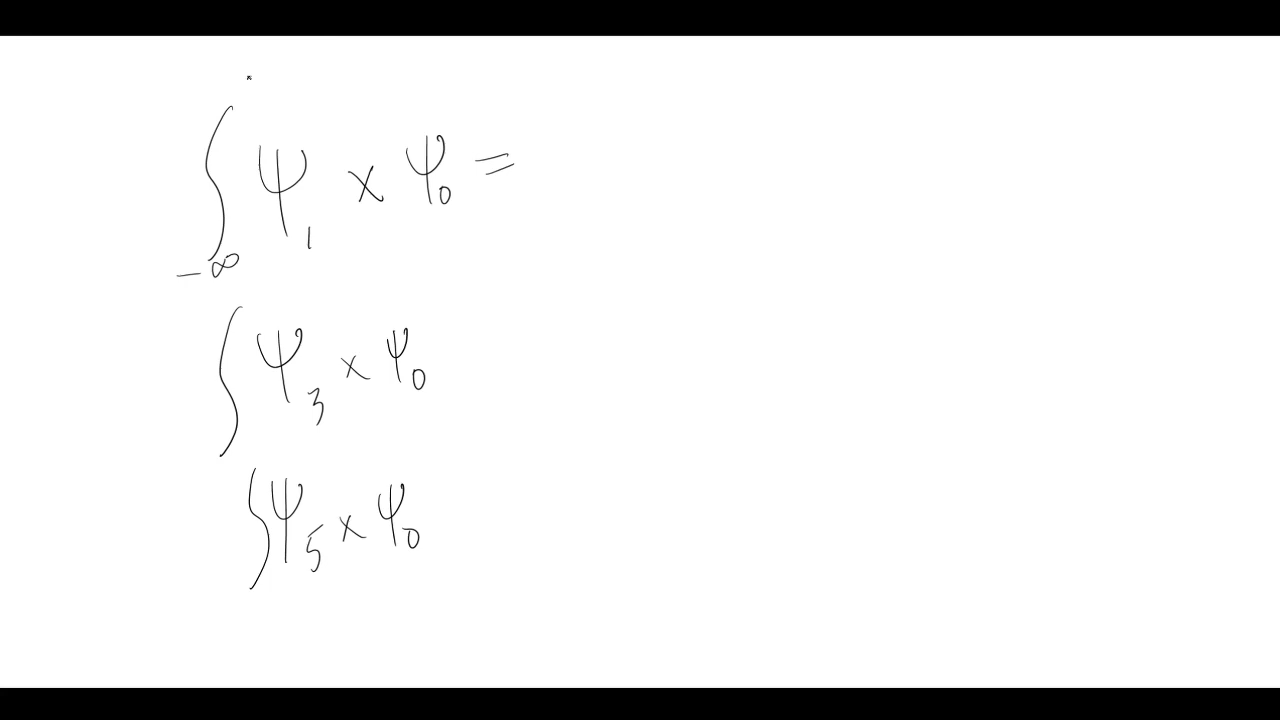 ∫ ψ₁ x ψ₀ =
-∞
∫ ψ₃ x ψ₀
∫ ψ₅ x ψ₀